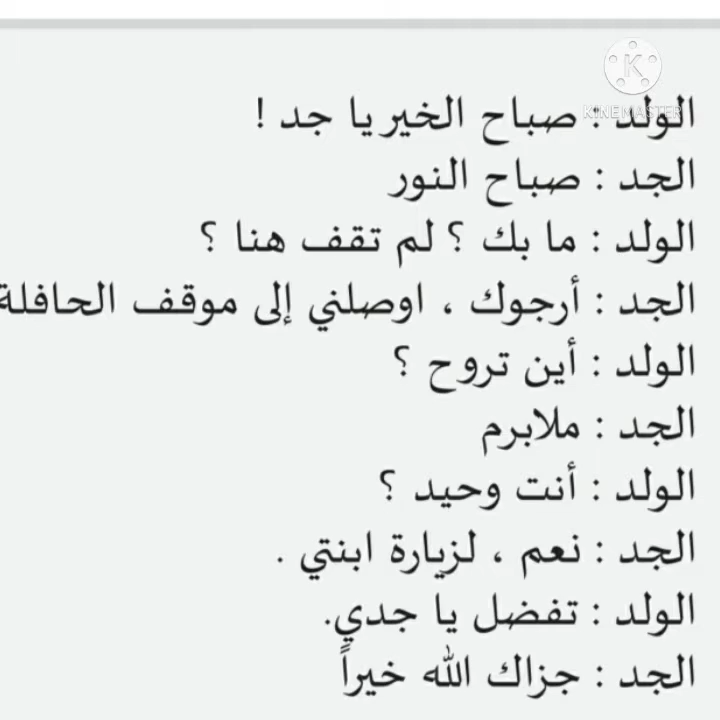 K
KINEMASTER
الولد : صباح الخير يا جد !
الجد : صباح النور
الولد : ما بك ؟ لم تقف هنا ؟
الجد : أرجوك ، اوصلني إلى موقف الحافلة
الولد : أين تروح ؟
الجد : ملابرم
الولد : أنت وحيد ؟
الجد : نعم ، لزيارة ابنتي .
الولد : تفضل يا جدي.
الجد : جزاك الله خيراً